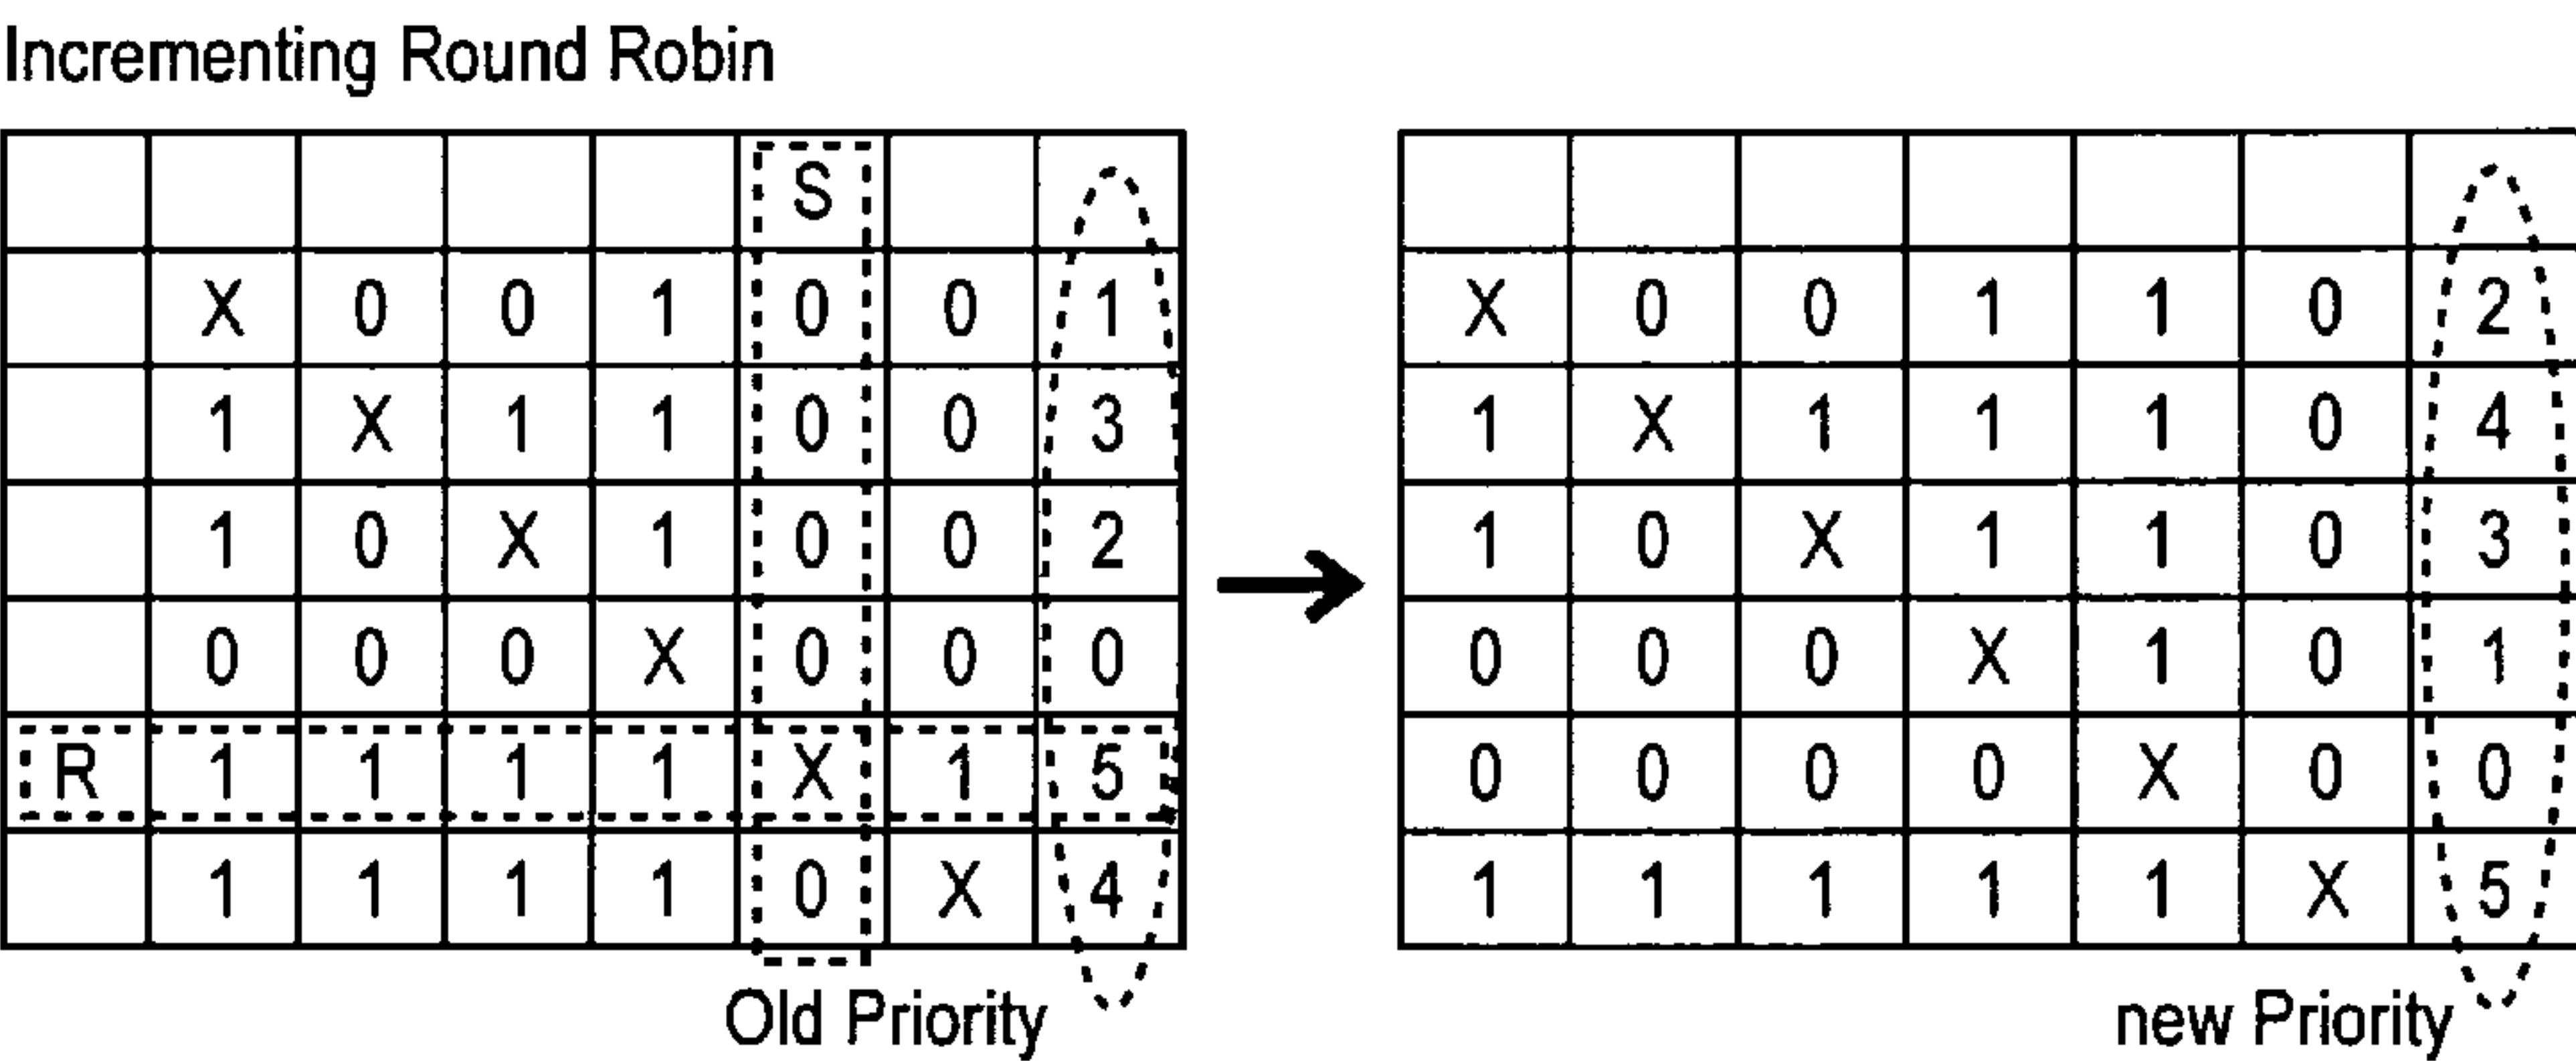 Incrementing Round Robin
S
X 0 0 1 0 0 1 X 0 0 1 1 0 2
1 X 1 1 0 0 3 1 X 1 1 1 0 4
1 0 X 1 0 0 2 1 0 X 1 1 0 3
0 0 0 X 0 0 0 0 0 0 X 1 0 1
R 1 1 1 1 X 1 5 0 0 0 0 X 0 0
1 1 1 1 0 X 4 1 1 1 1 1 X 5
Old Priority new Priority